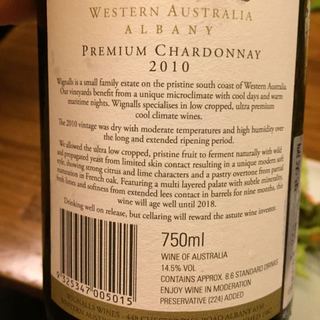 WESTERN AUSTRALIA
ALBANY
PREMIUM CHARDONNAY
2010
Wignalls is a small family estate on the pristine south coast of Western Australia.
Our vineyards benefit from a unique microclimate with cool days and warm
maritime nights. Wignalls specialises in low cropped, ultra premium
cool climate wines.
The 2010 vintage was dry with moderate temperatures and high humidity over
the long and extended ripening period.
We allowed the ultra low cropped, pristine fruit to ferment naturally with wild
and propagated yeast from limited skin contact resulting in a unique modern soft
style, showing strong citrus and lime characters and a pastry overtone from partial
maturation in French oak. Featuring a multi layered palate with subtle minerality,
fresh limes and softness from extended lees contact in barrels for nine months, this
wine will age well until 2018.
Drinking well on release, but cellaring will reward the astute wine investor.
750ml
WINE OF AUSTRALIA
14.5% VOL
CONTAINS APPROX. 8.6 STANDARD DRINKS
ENJOY WINE IN MODERATION
PRESERVATIVE (224) ADDED
9325347005015
WIGNALLS WINES